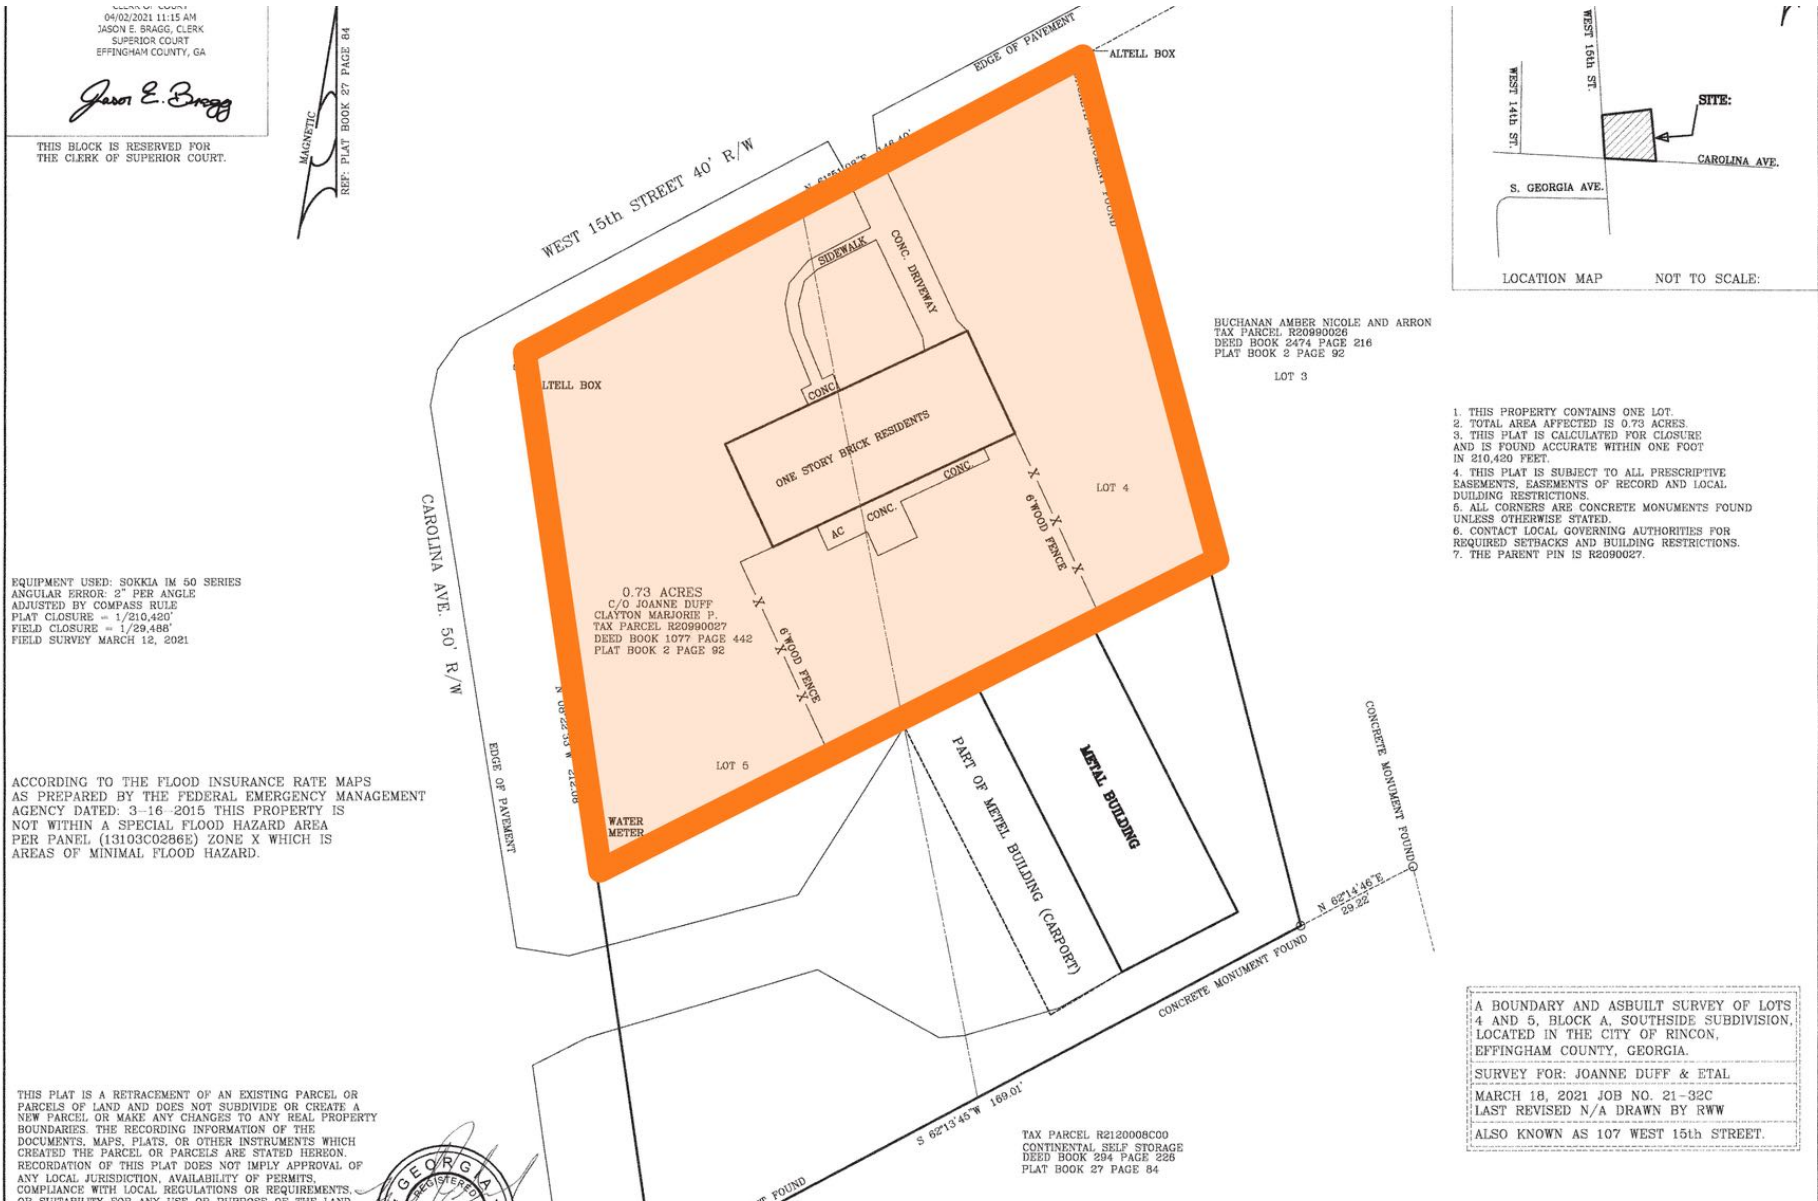 04/02/2021 11:15 AM
JASON E. BRAGG, CLERK
SUPERIOR COURT
EFFINGHAM COUNTY, GA
Jason E. Bragg
THIS BLOCK IS RESERVED FOR
THE CLERK OF SUPERIOR COURT.
MAGNETIC
REF: PLAT BOOK 27 PAGE 84
WEST 15th STREET 40' R/W
EDGE OF PAVEMENT
ALTELL BOX
WEST 15th ST.
WEST 14th ST.
SITE:
CAROLINA AVE.
S. GEORGIA AVE.
LOCATION MAP NOT TO SCALE:
MONUMENT FOUND
SIDEWALK
CONC. DRIVEWAY
LTELL BOX
CONC.
ONE STORY BRICK RESIDENTS
CONC.
CONC.
AC
LOT 4
6'WOOD FENCE
BUCHANAN AMBER NICOLE AND ARRON
TAX PARCEL R20990026
DEED BOOK 2474 PAGE 216
PLAT BOOK 2 PAGE 92
LOT 3
1. THIS PROPERTY CONTAINS ONE LOT.
2. TOTAL AREA AFFECTED IS 0.73 ACRES.
3. THIS PLAT IS CALCULATED FOR CLOSURE
AND IS FOUND ACCURATE WITHIN ONE FOOT
IN 210,420 FEET.
4. THIS PLAT IS SUBJECT TO ALL PRESCRIPTIVE
EASEMENTS, EASEMENTS OF RECORD AND LOCAL
DUILDING RESTRICTIONS.
5. ALL CORNERS ARE CONCRETE MONUMENTS FOUND
UNLESS OTHERWISE STATED.
6. CONTACT LOCAL GOVERNING AUTHORITIES FOR
REQUIRED SETBACKS AND BUILDING RESTRICTIONS.
7. THE PARENT PIN IS R2090027.
CAROLINA AVE. 50' R/W
EDGE OF PAVEMENT
EQUIPMENT USED: SOKKIA IM 50 SERIES
ANGULAR ERROR: 2" PER ANGLE
ADJUSTED BY COMPASS RULE
PLAT CLOSURE = 1/210,420'
FIELD CLOSURE = 1/29,488'
FIELD SURVEY MARCH 12, 2021
0.73 ACRES
C/O JOANNE DUFF
CLAYTON MARJORIE P.
TAX PARCEL R20990027
DEED BOOK 1077 PAGE 442
PLAT BOOK 2 PAGE 92
6'WOOD FENCE
LOT 5
WATER
METER
ACCORDING TO THE FLOOD INSURANCE RATE MAPS
AS PREPARED BY THE FEDERAL EMERGENCY MANAGEMENT
AGENCY DATED: 3-16-2015 THIS PROPERTY IS
NOT WITHIN A SPECIAL FLOOD HAZARD AREA
PER PANEL (13103C0286E) ZONE X WHICH IS
AREAS OF MINIMAL FLOOD HAZARD.
PART OF METEL BUILDING (CARPORT)
METAL BUILDING
CONCRETE MONUMENT FOUND
N 62°14'46"E
29.22'
CONCRETE MONUMENT FOUND
S 62°13'45"W 169.01'
TAX PARCEL R2120008C00
CONTINENTAL SELF STORAGE
DEED BOOK 294 PAGE 226
PLAT BOOK 27 PAGE 84
A BOUNDARY AND ASBUILT SURVEY OF LOTS
4 AND 5, BLOCK A, SOUTHSIDE SUBDIVISION,
LOCATED IN THE CITY OF RINCON,
EFFINGHAM COUNTY, GEORGIA.
SURVEY FOR: JOANNE DUFF & ETAL
MARCH 18, 2021 JOB NO. 21-32C
LAST REVISED N/A DRAWN BY RWW
ALSO KNOWN AS 107 WEST 15th STREET.
THIS PLAT IS A RETRACEMENT OF AN EXISTING PARCEL OR
PARCELS OF LAND AND DOES NOT SUBDIVIDE OR CREATE A
NEW PARCEL OR MAKE ANY CHANGES TO ANY REAL PROPERTY
BOUNDARIES. THE RECORDING INFORMATION OF THE
DOCUMENTS, MAPS, PLATS, OR OTHER INSTRUMENTS WHICH
CREATED THE PARCEL OR PARCELS ARE STATED HEREON.
RECORDATION OF THIS PLAT DOES NOT IMPLY APPROVAL OF
ANY LOCAL JURISDICTION, AVAILABILITY OF PERMITS,
COMPLIANCE WITH LOCAL REGULATIONS OR REQUIREMENTS,
GEORGIA
REGISTERED
FOUND